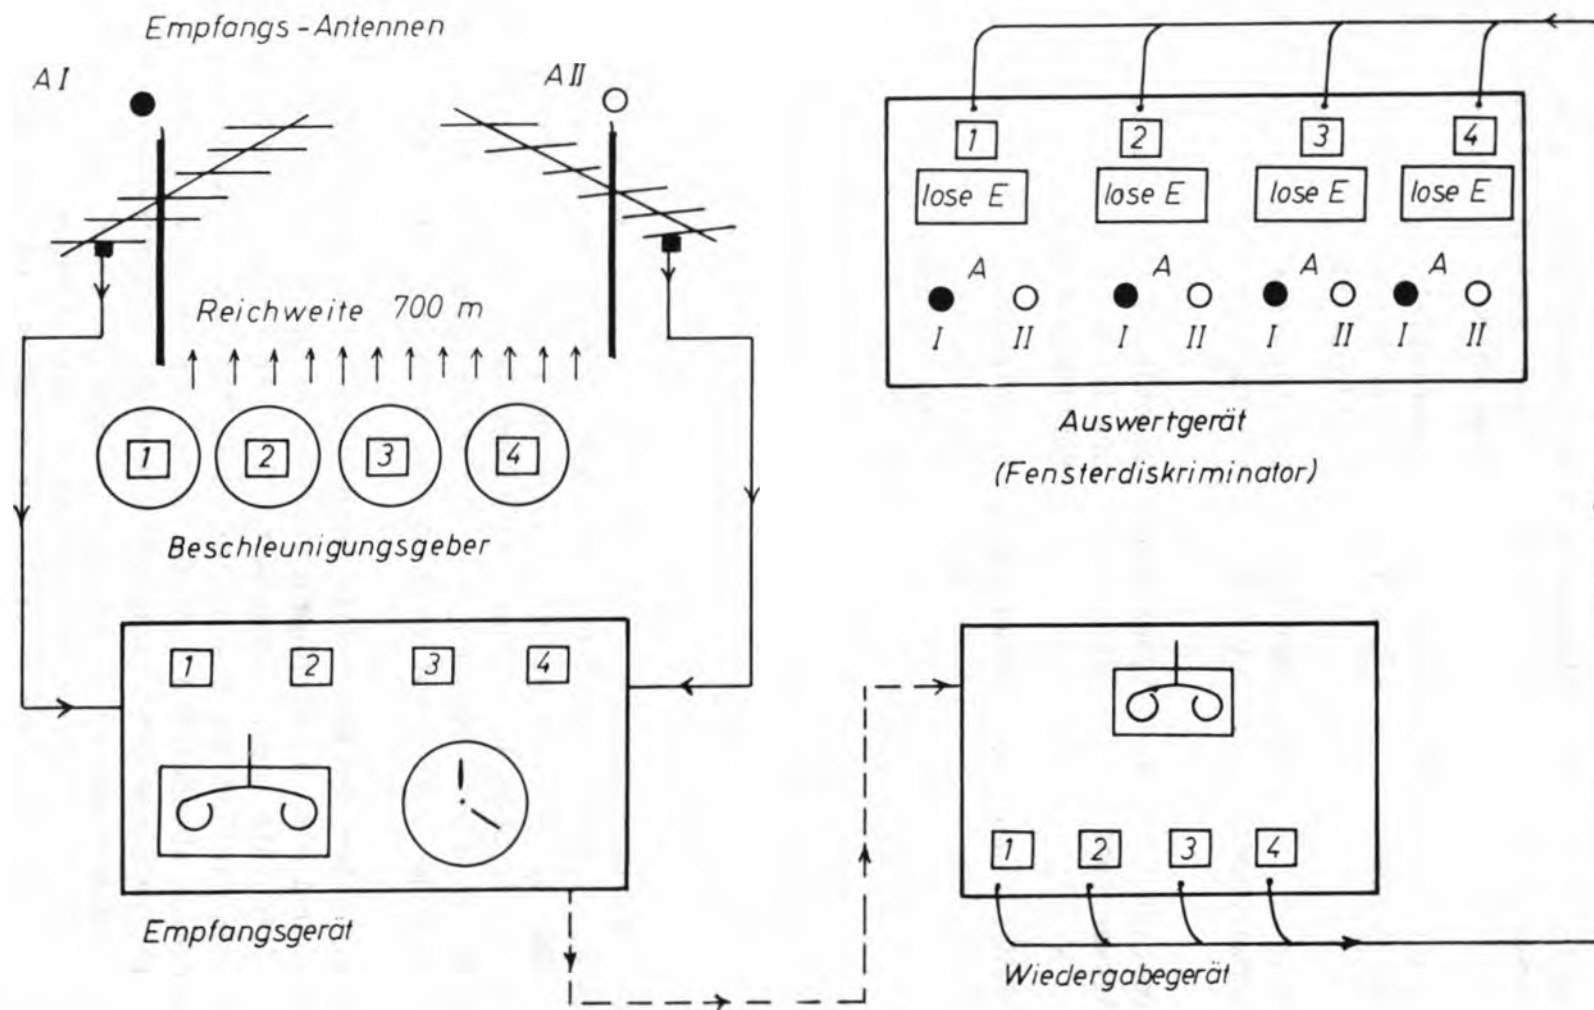 Empfangs-Antennen
A I
A II
Reichweite 700 m
1 2 3 4
Beschleunigungsgeber
1 2 3 4
Empfangsgerät
1 2 3 4
lose E lose E lose E lose E
A A A A
I II I II I II I II
Auswertgerät
(Fensterdiskriminator)
1 2 3 4
Wiedergabegerät